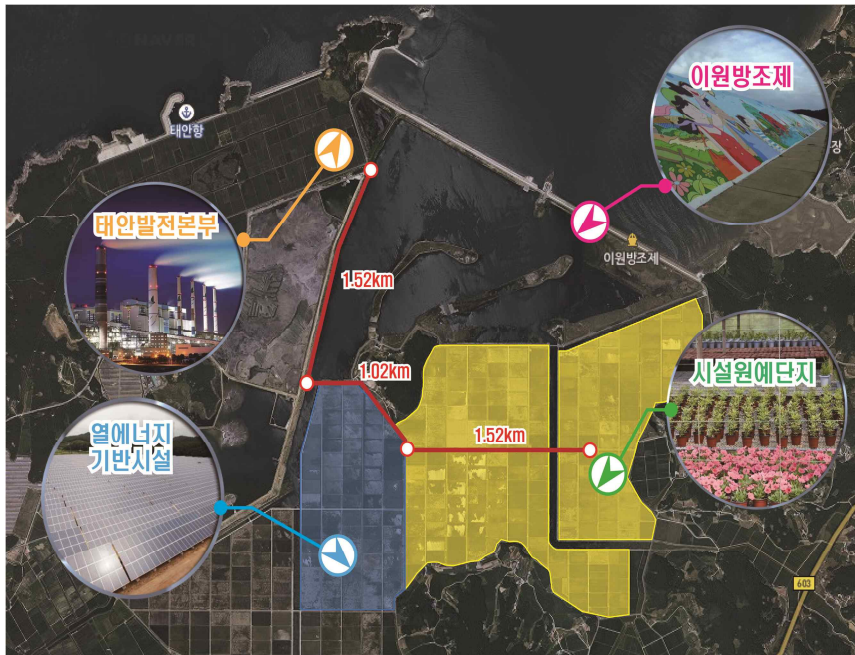 이원방조제
장
태안항
태안발전본부
이원방조제
1.52km
1.02km
시설원예단지
1.52km
열에너지
기반시설
603